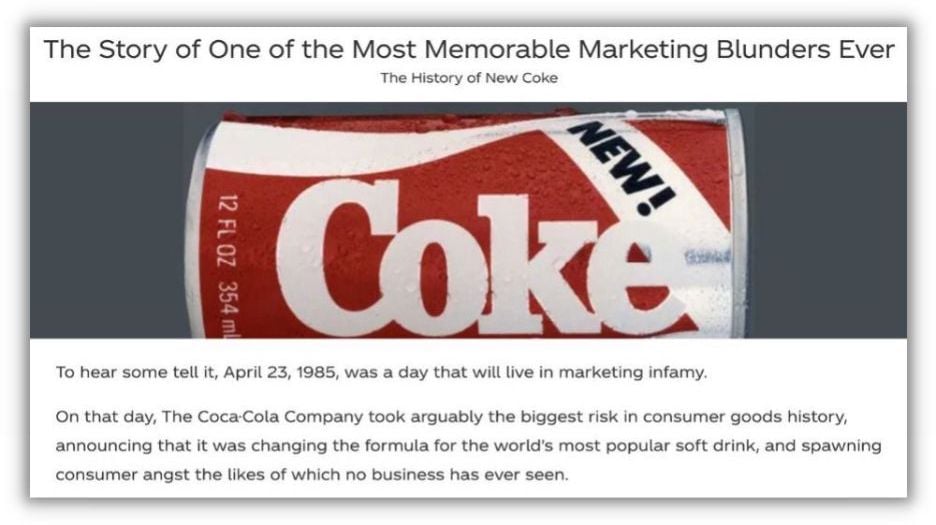 The Story of One of the Most Memorable Marketing Blunders Ever
The History of New Coke
NEW!
Coke
12 FL OZ 354 mL
To hear some tell it, April 23, 1985, was a day that will live in marketing infamy.
On that day, The Coca-Cola Company took arguably the biggest risk in consumer goods history,
announcing that it was changing the formula for the world's most popular soft drink, and spawning
consumer angst the likes of which no business has ever seen.